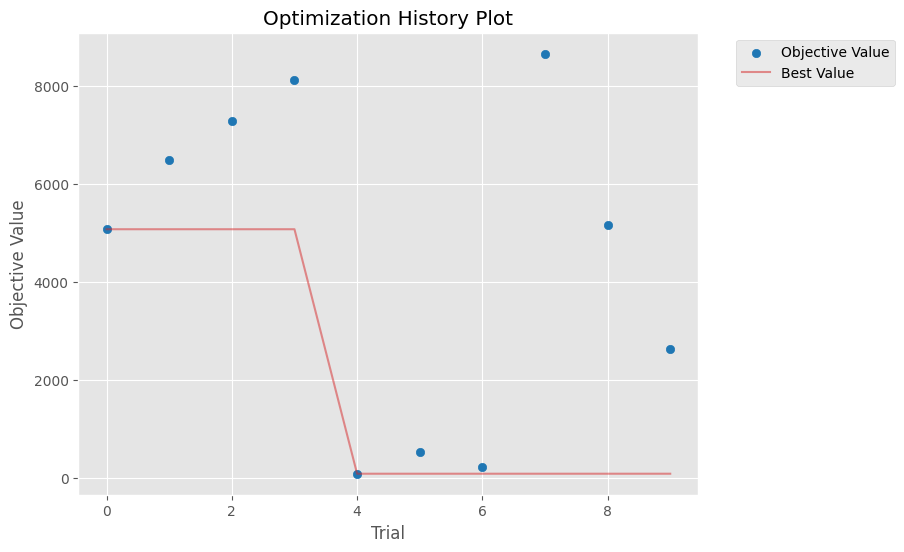 Optimization History Plot
Objective Value
Best Value
Objective Value
8000
6000
4000
2000
0
0 2 4 6 8
Trial